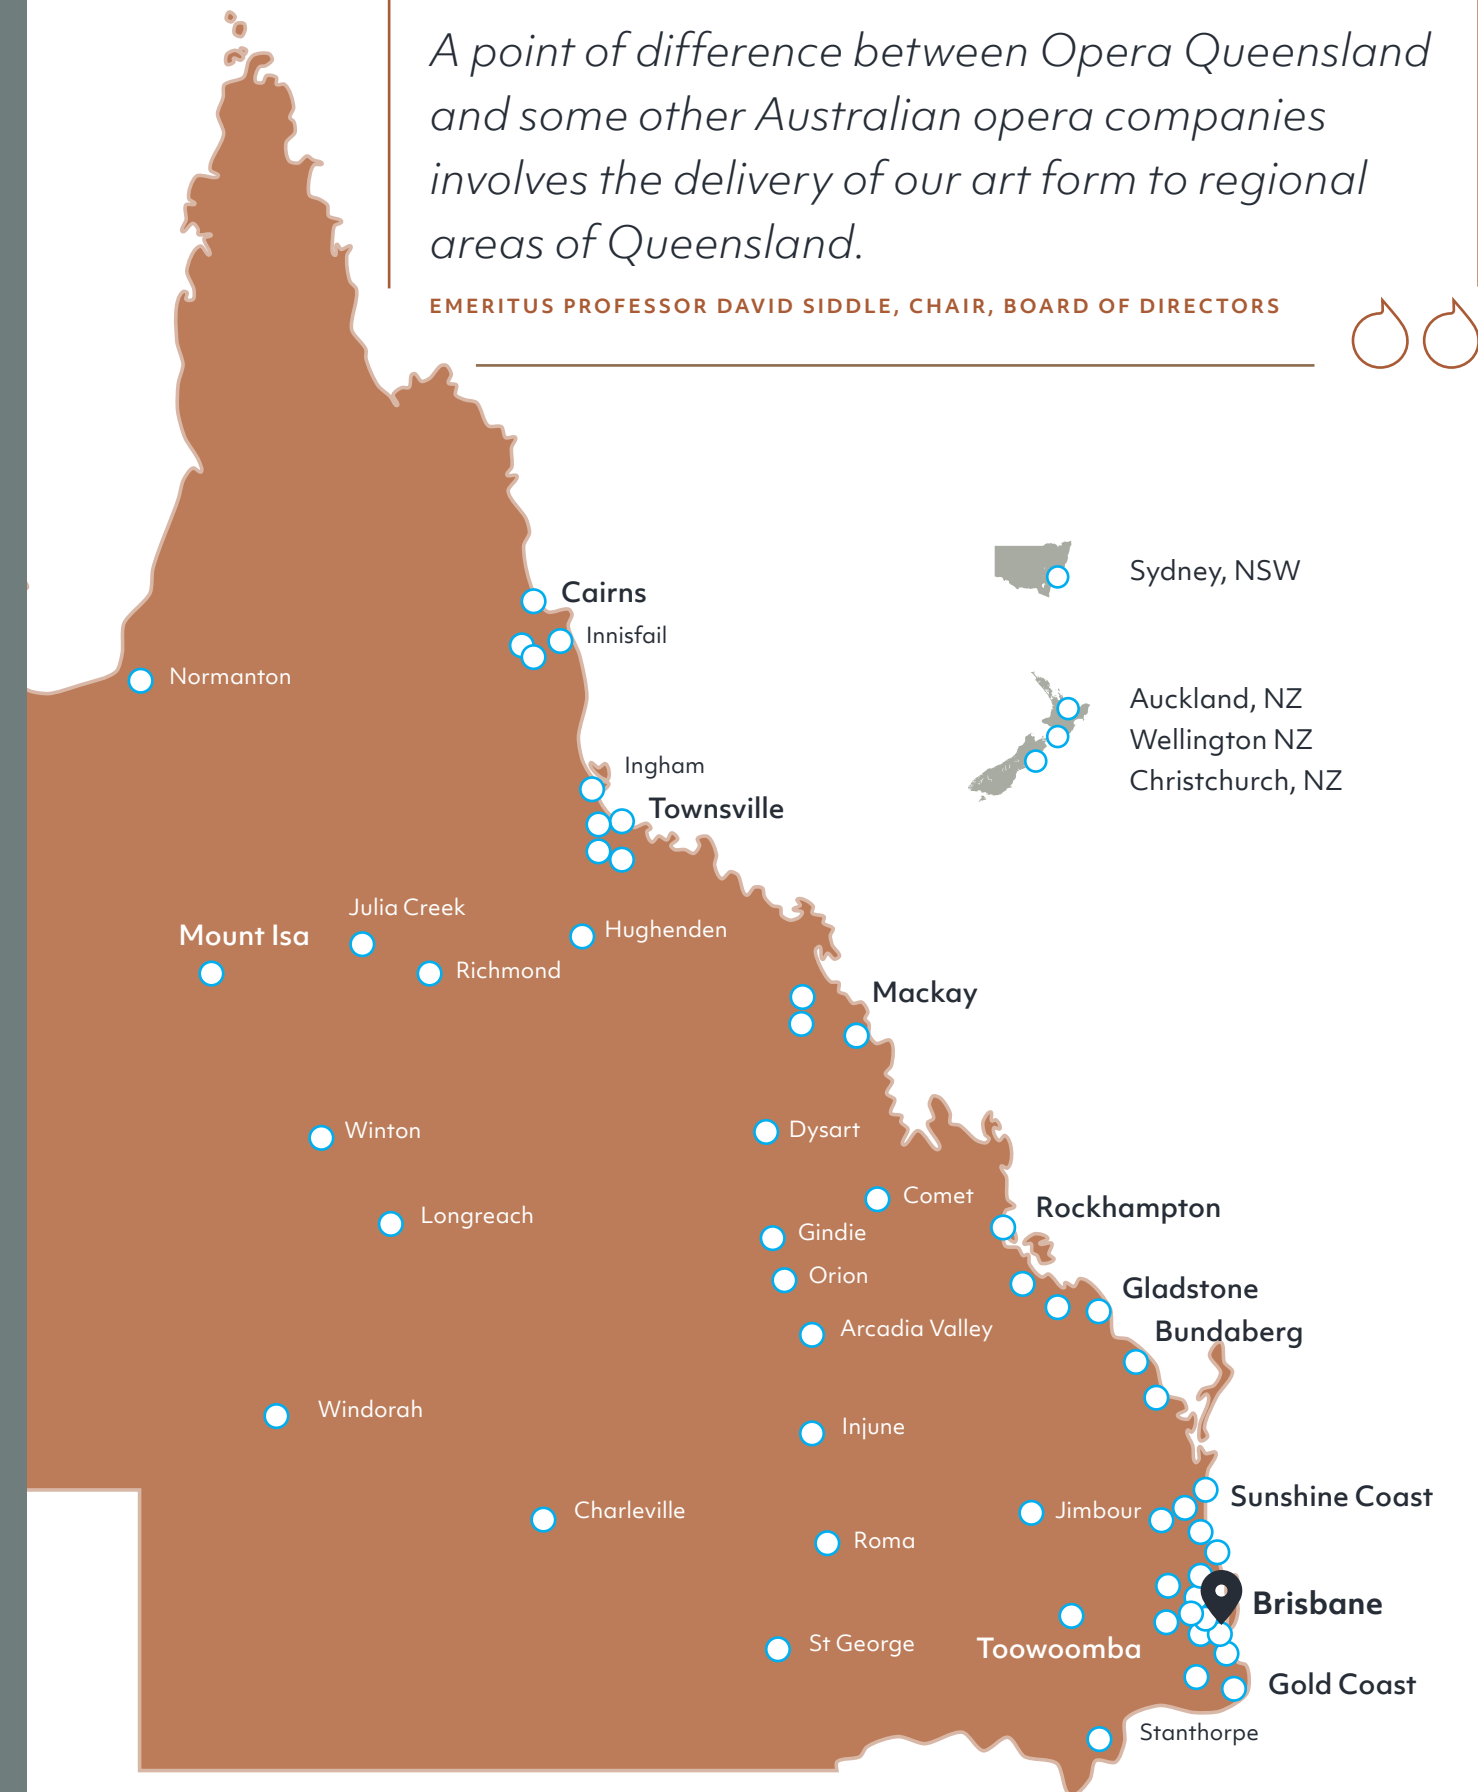 A point of difference between Opera Queensland
and some other Australian opera companies
involves the delivery of our art form to regional
areas of Queensland.
EMERITUS PROFESSOR DAVID SIDDLE, CHAIR, BOARD OF DIRECTORS
Sydney, NSW
Cairns
Innisfail
Normanton
Auckland, NZ
Wellington NZ
Christchurch, NZ
Ingham
Townsville
Julia Creek
Mount Isa
Hughenden
Richmond
Mackay
Winton
Dysart
Comet
Rockhampton
Longreach
Gindie
Orion
Gladstone
Arcadia Valley
Bundaberg
Windorah
Injune
Sunshine Coast
Charleville
Jimbour
Roma
Brisbane
St George
Toowoomba
Gold Coast
Stanthorpe